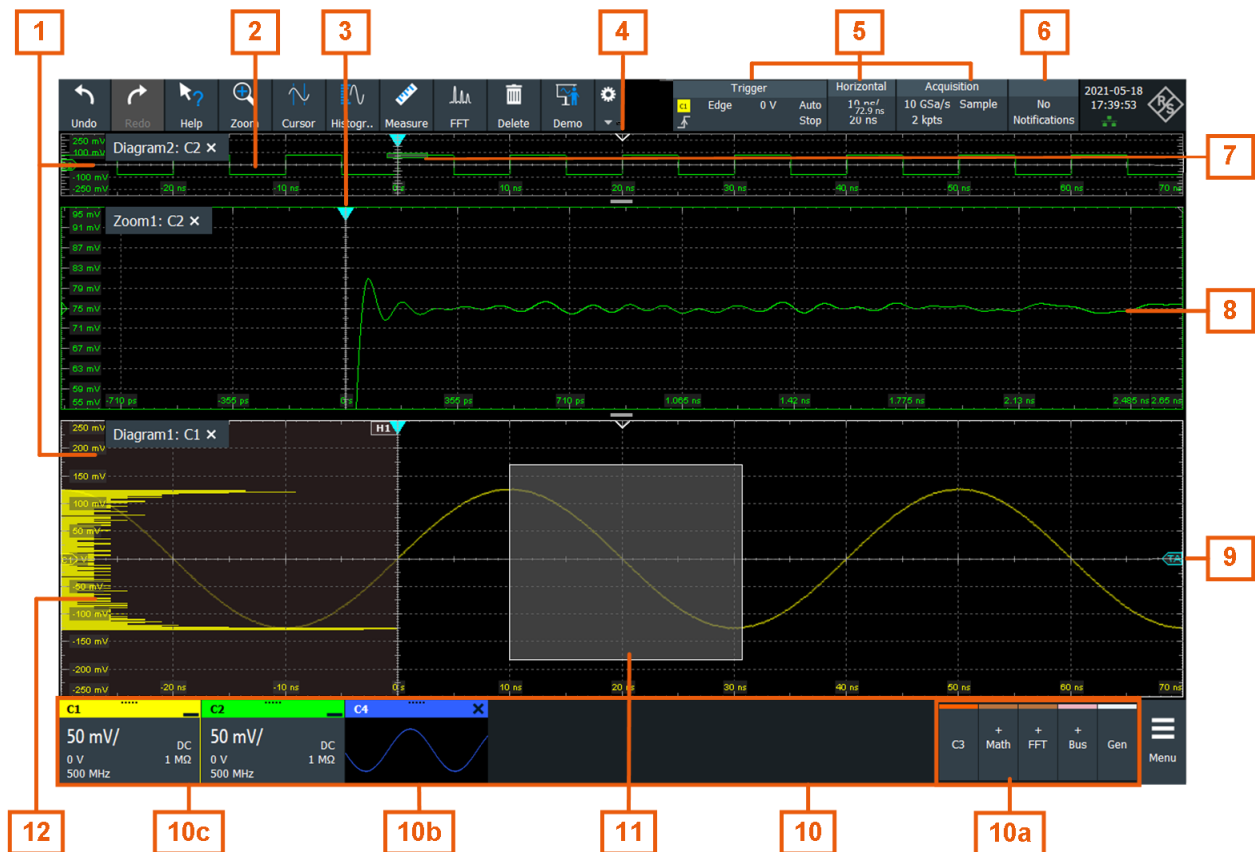 1
2
3
4
5
6
Undo
Redo
Help
Zoom
Cursor
Histogr..
Measure
FFT
Delete
Demo
Trigger
C1
Edge
0 V
Auto
Stop
Horizontal
72.9 ns
20 ns
Acquisition
10 GSa/s Sample
2 kpts
No
Notifications
2021-05-18
17:39:53
R&S
Diagram2: C2 ×
250 mV
100 mV
-100 mV
-250 mV
-20 ns
-10 ns
0 s
10 ns
20 ns
30 ns
40 ns
50 ns
60 ns
70 ns
7
Zoom1: C2 ×
95 mV
91 mV
87 mV
83 mV
79 mV
75 mV
71 mV
67 mV
63 mV
59 mV
55 mV
-710 ps
-355 ps
0 s
355 ps
710 ps
1.065 ns
1.42 ns
1.775 ns
2.13 ns
2.485 ns
2.65 ns
8
Diagram1: C1 ×
H1
250 mV
200 mV
150 mV
100 mV
50 mV
-50 mV
-100 mV
-150 mV
-200 mV
-250 mV
-20 ns
-10 ns
0 s
10 ns
20 ns
30 ns
40 ns
50 ns
60 ns
70 ns
TA
9
C1
50 mV/
DC
0 V
1 MΩ
500 MHz
C2
50 mV/
DC
0 V
1 MΩ
500 MHz
C4
C3
+ Math
+ FFT
+ Bus
Gen
Menu
12
10c
10b
11
10
10a